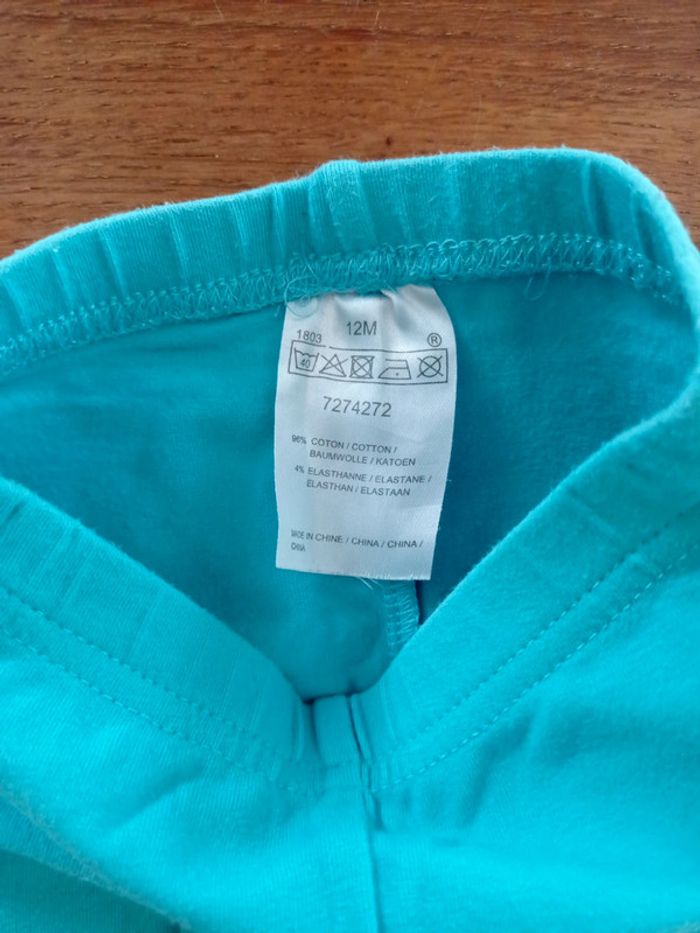 1803 12M ®
40
7274272
96% COTON / COTTON /
BAUMWOLLE / KATOEN
4% ELASTHANNE / ELASTANE /
ELASTHAN / ELASTAAN
MADE IN CHINE / CHINA / CHINA /
CHINA